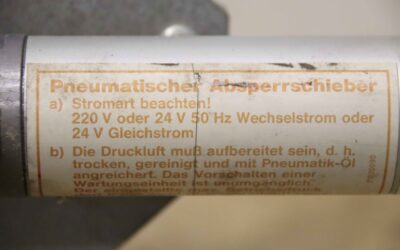 Pneumatischer Absperrschieber
a) Stromart beachten!
220 V oder 24 V 50 Hz Wechselstrom oder
24 V Gleichstrom
b) Die Druckluft muß aufbereitet sein, d. h.
trocken, gereinigt und mit Pneumatik-Öl
angreichert. Das Vorschalten einer
Wartungseinheit ist unumgänglich